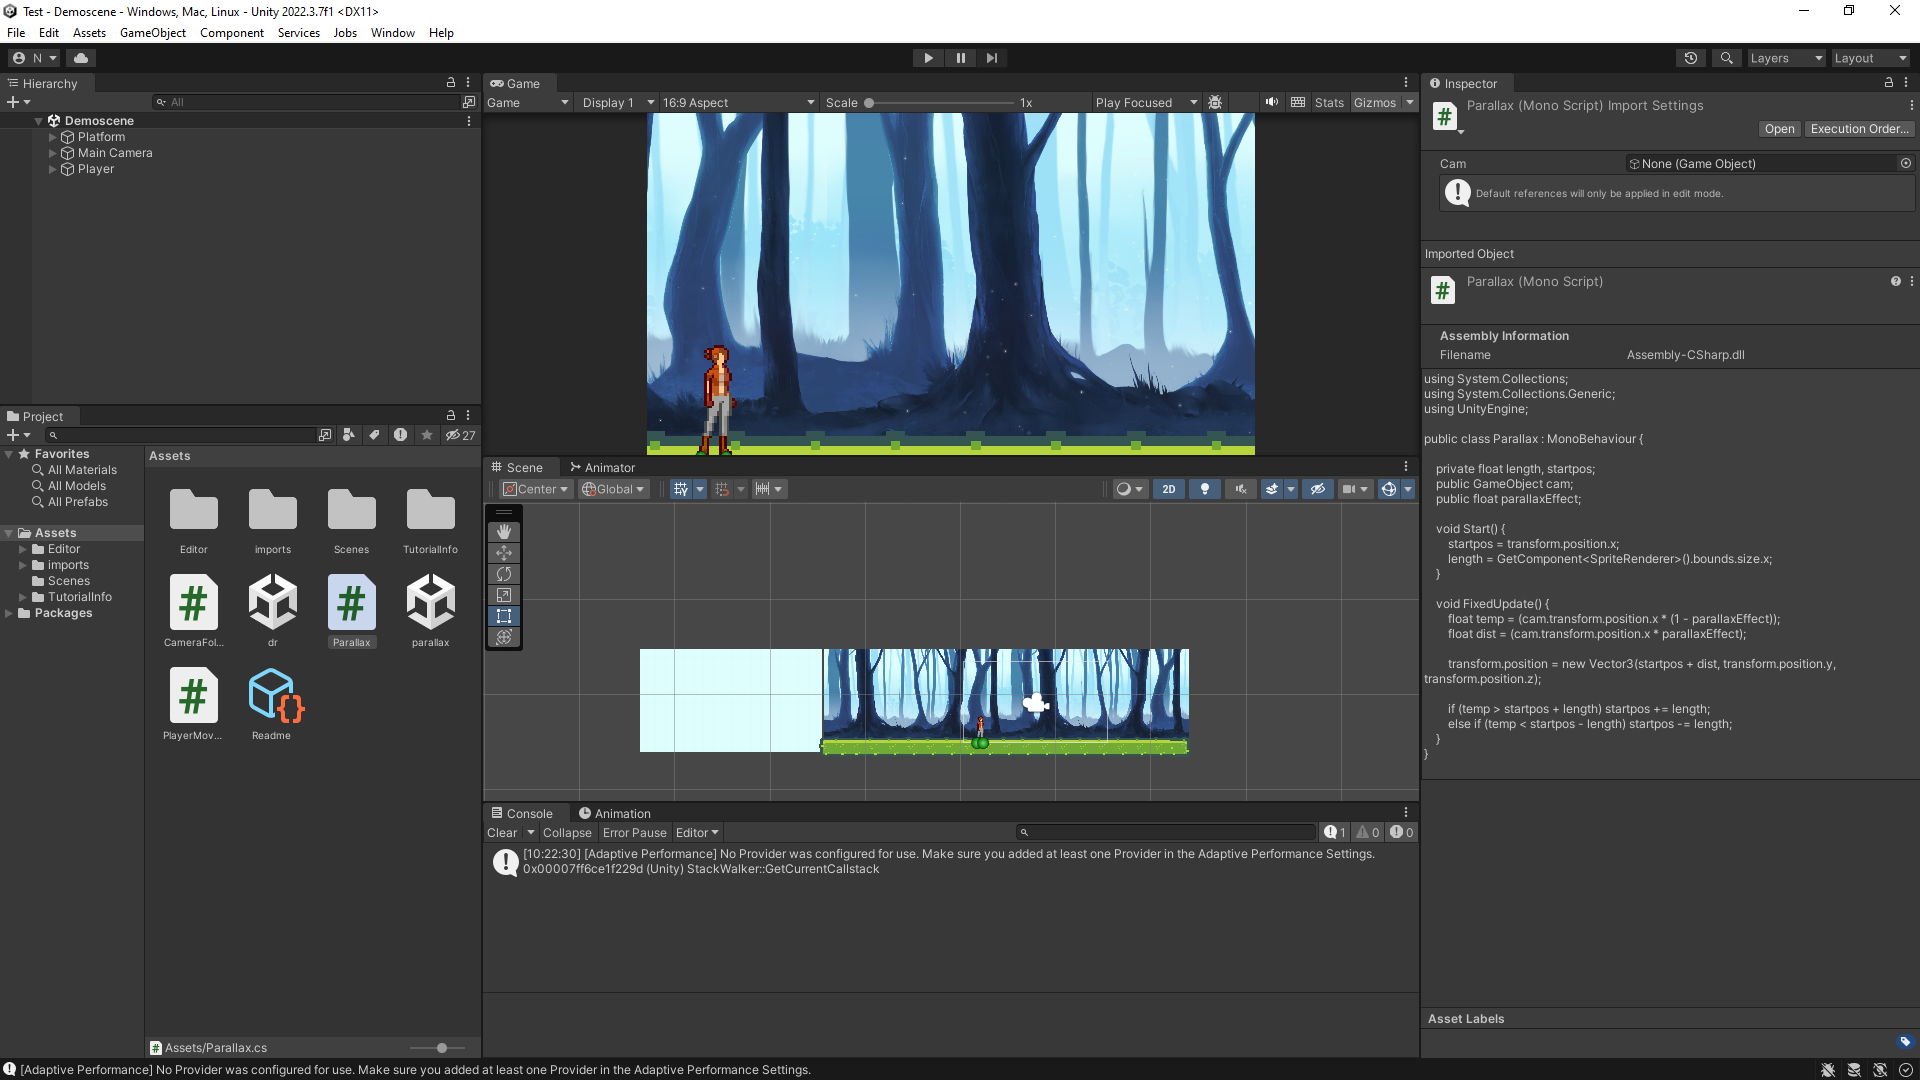 Test - Demoscene - Windows, Mac, Linux - Unity 2022.3.7f1 <DX11>
File Edit Assets GameObject Component Services Jobs Window Help
N
Layers Layout
Hierarchy
All
Demoscene
Platform
Main Camera
Player
Game
Game Display 1 16:9 Aspect Scale 1x Play Focused Stats Gizmos
Project
27
Favorites
All Materials
All Models
All Prefabs
Assets
Editor
imports
Scenes
TutorialInfo
Packages
Assets
Editor imports Scenes TutorialInfo
CameraFol... dr Parallax parallax
PlayerMov... Readme
Assets/Parallax.cs
Scene Animator
Center Global 2D
Console Animation
Clear Collapse Error Pause Editor 1 0 0
[10:22:30] [Adaptive Performance] No Provider was configured for use. Make sure you added at least one Provider in the Adaptive Performance Settings.
0x00007ff6ce1f229d (Unity) StackWalker::GetCurrentCallstack
Inspector
Parallax (Mono Script) Import Settings
Open Execution Order...
Cam None (Game Object)
Default references will only be applied in edit mode.
Imported Object
Parallax (Mono Script)
Assembly Information
Filename Assembly-CSharp.dll
using System.Collections;
using System.Collections.Generic;
using UnityEngine;
public class Parallax : MonoBehaviour {
private float length, startpos;
public GameObject cam;
public float parallaxEffect;
void Start() {
startpos = transform.position.x;
length = GetComponent<SpriteRenderer>().bounds.size.x;
}
void FixedUpdate() {
float temp = (cam.transform.position.x * (1 - parallaxEffect));
float dist = (cam.transform.position.x * parallaxEffect);
transform.position = new Vector3(startpos + dist, transform.position.y,
transform.position.z);
if (temp > startpos + length) startpos += length;
else if (temp < startpos - length) startpos -= length;
}
}
Asset Labels
[Adaptive Performance] No Provider was configured for use. Make sure you added at least one Provider in the Adaptive Performance Settings.